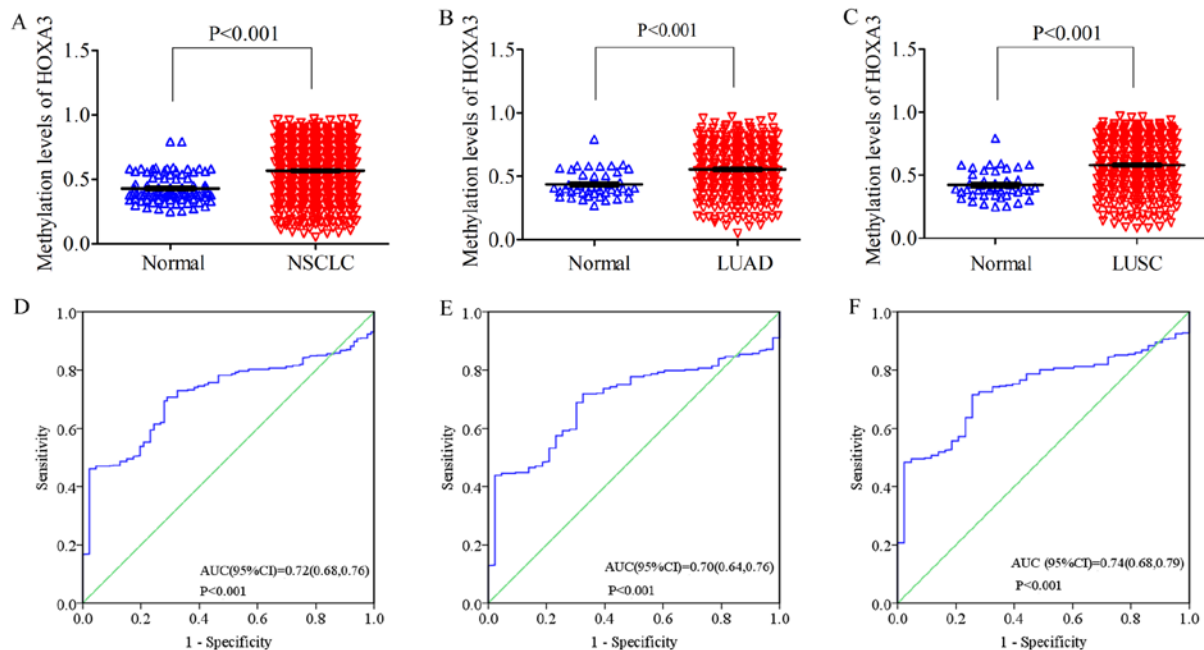 A
P<0.001
Methylation levels of HOXA3
1.5
1.0
0.5
0.0
Normal
NSCLC
B
P<0.001
Methylation levels of HOXA3
1.5
1.0
0.5
0.0
Normal
LUAD
C
P<0.001
Methylation levels of HOXA3
1.5
1.0
0.5
0.0
Normal
LUSC
D
Sensitivity
1.0
0.8
0.6
0.4
0.2
0.0
AUC(95%CI)=0.72(0.68,0.76)
P<0.001
0.0 0.2 0.4 0.6 0.8 1.0
1 - Specificity
E
Sensitivity
1.0
0.8
0.6
0.4
0.2
0.0
AUC(95%CI)=0.70(0.64,0.76)
P<0.001
0.0 0.2 0.4 0.6 0.8 1.0
1 - Specificity
F
Sensitivity
1.0
0.8
0.6
0.4
0.2
0.0
AUC (95%CI)=0.74(0.68,0.79)
P<0.001
0.0 0.2 0.4 0.6 0.8 1.0
1 - Specificity